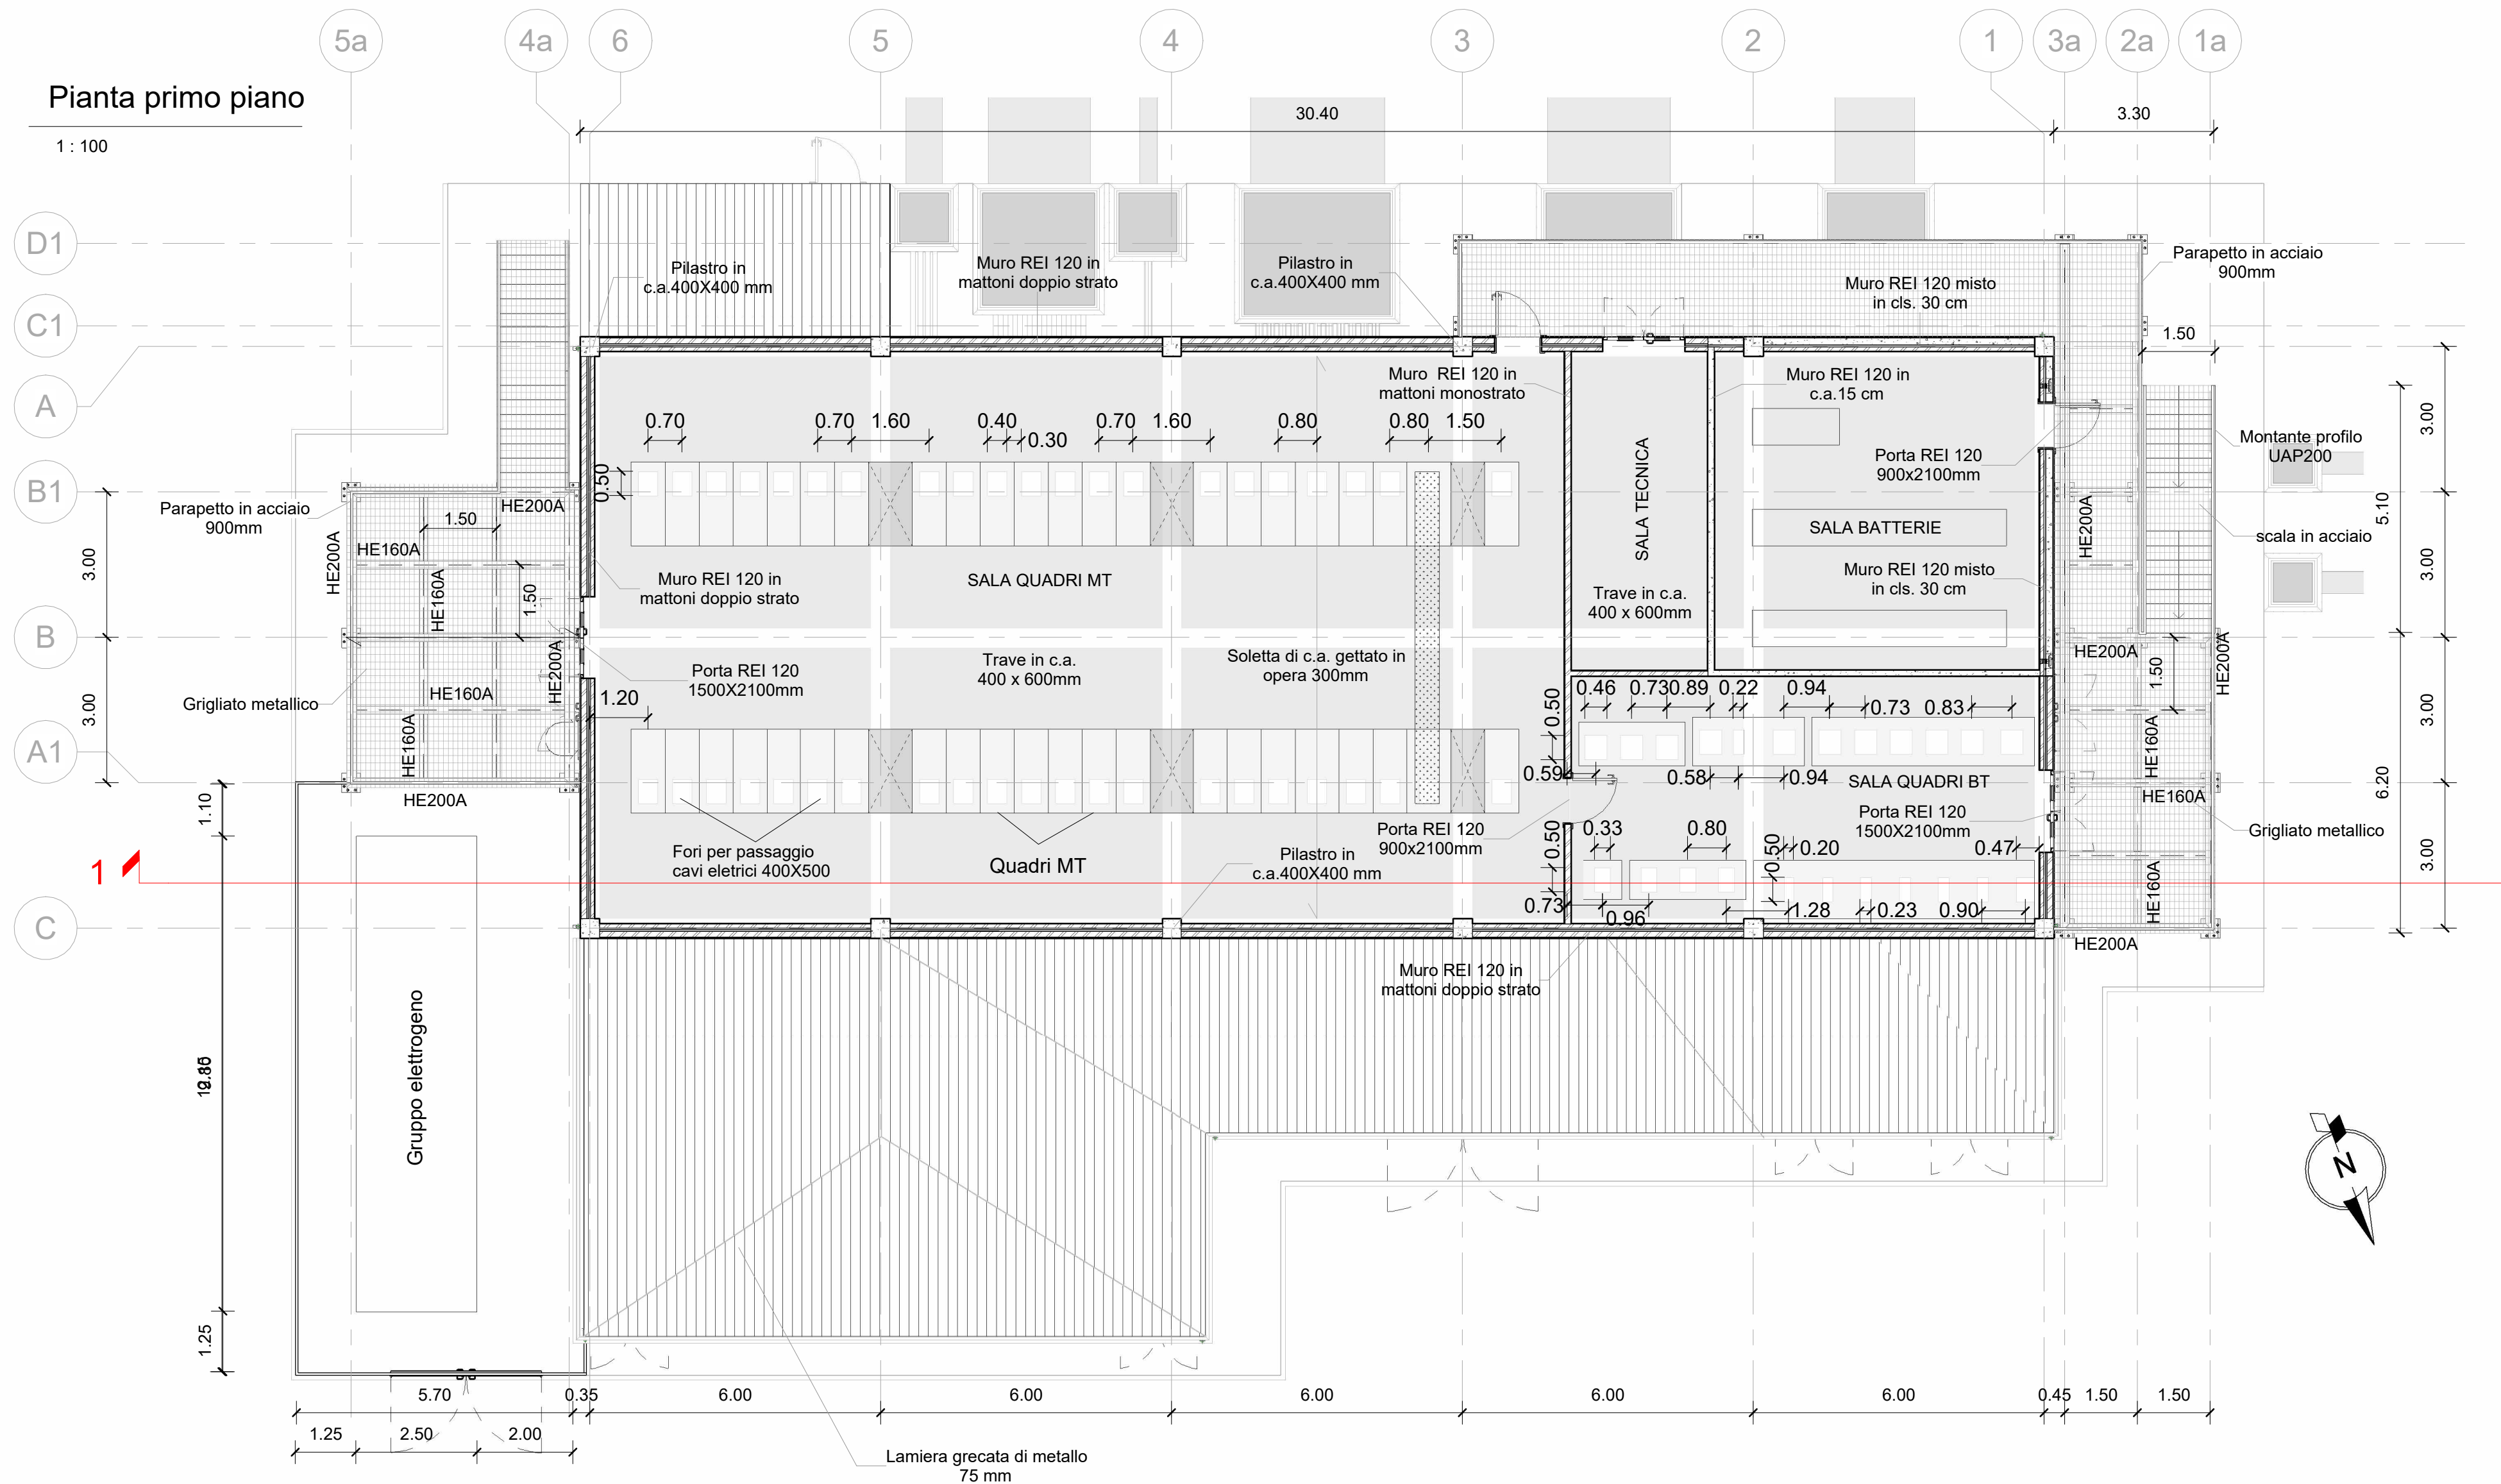 5a
4a
6
5
4
3
2
1
3a
2a
1a
Pianta primo piano
1 : 100
30.40
3.30
D1
C1
A
B1
B
A1
C
Pilastro in
c.a.400X400 mm
Muro REI 120 in
mattoni doppio strato
Pilastro in
c.a.400X400 mm
Muro REI 120 misto
in cls. 30 cm
Parapetto in acciaio
900mm
1.50
Muro REI 120 in
mattoni monostrato
Muro REI 120 in
c.a.15 cm
0.70
0.70
1.60
0.40
0.30
0.70
1.60
0.80
0.80
1.50
0.50
Porta REI 120
900x2100mm
Montante profilo
UAP200
3.00
5.10
SALA TECNICA
SALA BATTERIE
HE200A
scala in acciaio
Parapetto in acciaio
900mm
HE200A
1.50
HE200A
HE160A
HE160A
1.50
3.00
3.00
Muro REI 120 in
mattoni doppio strato
SALA QUADRI MT
Trave in c.a.
400 x 600mm
Muro REI 120 misto
in cls. 30 cm
3.00
Porta REI 120
1500X2100mm
Trave in c.a.
400 x 600mm
Soletta di c.a. gettato in
opera 300mm
HE200A
HE200A
1.50
3.00
HE200A
HE160A
HE160A
Grigliato metallico
1.20
0.50
0.46
0.73
0.89
0.22
0.94
0.73
0.83
0.59
0.58
0.94
SALA QUADRI BT
HE160A
HE160A
6.20
HE200A
1.10
Fori per passaggio
cavi eletrici 400X500
Quadri MT
Pilastro in
c.a.400X400 mm
Porta REI 120
900x2100mm
0.50
0.33
0.80
0.50
0.20
0.47
Porta REI 120
1500X2100mm
Grigliato metallico
3.00
1
0.73
0.96
1.28
0.23
0.90
HE160A
HE200A
Muro REI 120 in
mattoni doppio strato
Gruppo elettrogeno
N
1.25
5.70
0.35
6.00
6.00
6.00
6.00
6.00
0.45
1.50
1.50
1.25
2.50
2.00
Lamiera grecata di metallo
75 mm